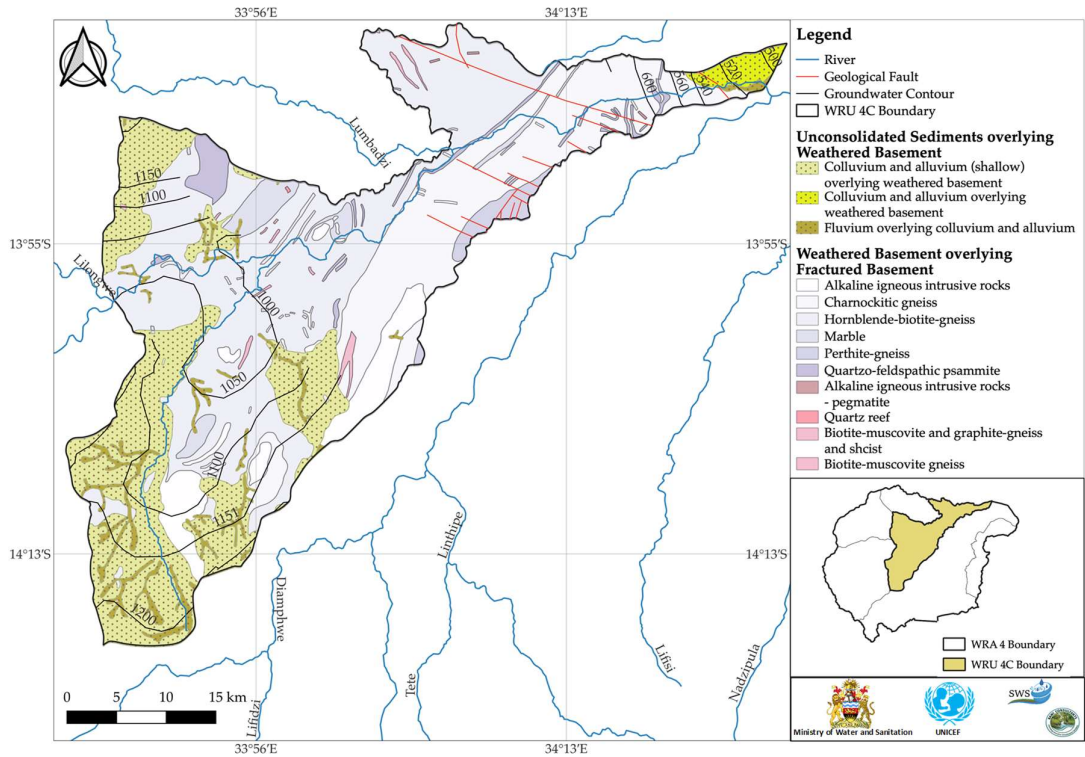 33°56'E
34°13'E
Lumbadzi
1150
1100
600
560
540
520
500
13°55'S
13°55'S
Lilongwe
1000
1050
1100
1151
1200
14°13'S
14°13'S
Diamphwe
Linthipe
Tete
Lifidzi
Lifisi
Nadzipula
0 5 10 15 km
33°56'E
34°13'E
Legend
River
Geological Fault
Groundwater Contour
WRU 4C Boundary
Unconsolidated Sediments overlying
Weathered Basement
Colluvium and alluvium (shallow)
overlying weathered basement
Colluvium and alluvium overlying
weathered basement
Fluvium overlying colluvium and alluvium
Weathered Basement overlying
Fractured Basement
Alkaline igneous intrusive rocks
Charnockitic gneiss
Hornblende-biotite-gneiss
Marble
Perthite-gneiss
Quartzo-feldspathic psammite
Alkaline igneous intrusive rocks
- pegmatite
Quartz reef
Biotite-muscovite and graphite-gneiss
and shcist
Biotite-muscovite gneiss
WRA 4 Boundary
WRU 4C Boundary
Ministry of Water and Sanitation
UNICEF
SWS